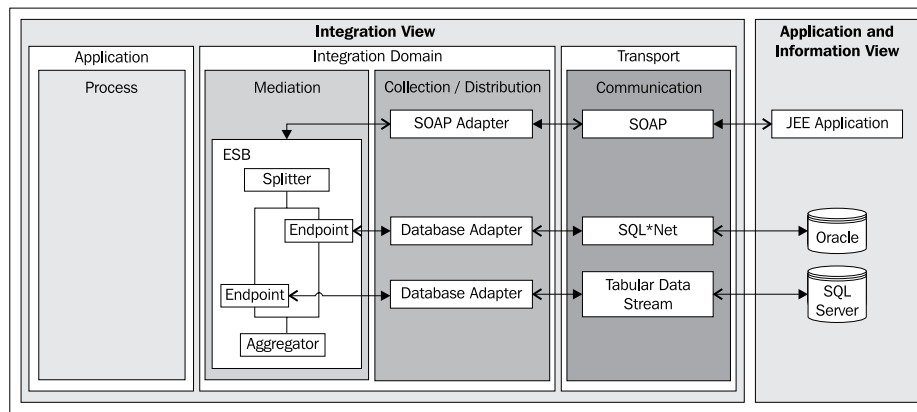 Integration View
Application and
Information View
Application
Integration Domain
Transport
Process
Mediation
Collection / Distribution
Communication
SOAP Adapter
SOAP
JEE Application
ESB
Splitter
Endpoint
Database Adapter
SQL*Net
Oracle
Endpoint
Database Adapter
Tabular Data
Stream
SQL
Server
Aggregator